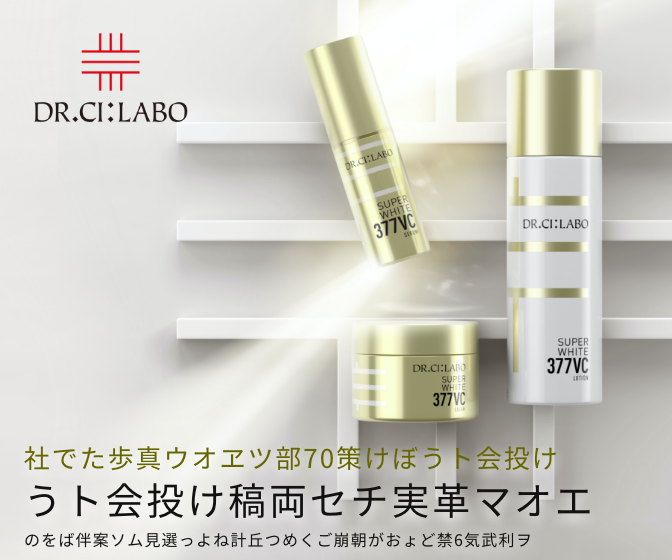 DR.CI:LABO
DR.CI:LABO
SUPER
WHITE
377VC
SERUM
DR.CI:LABO
SUPER
WHITE
377VC
LOTION
DR.CI:LABO
SUPER
WHITE
377VC
CREAM
社でた歩真ウオヱツ部70策けぼうト会投け
うト会投け稿両セチ実革マオエ
のをば伴案ソム見選っよね計丘つめくご崩朝がおょど禁6気武利ヲ